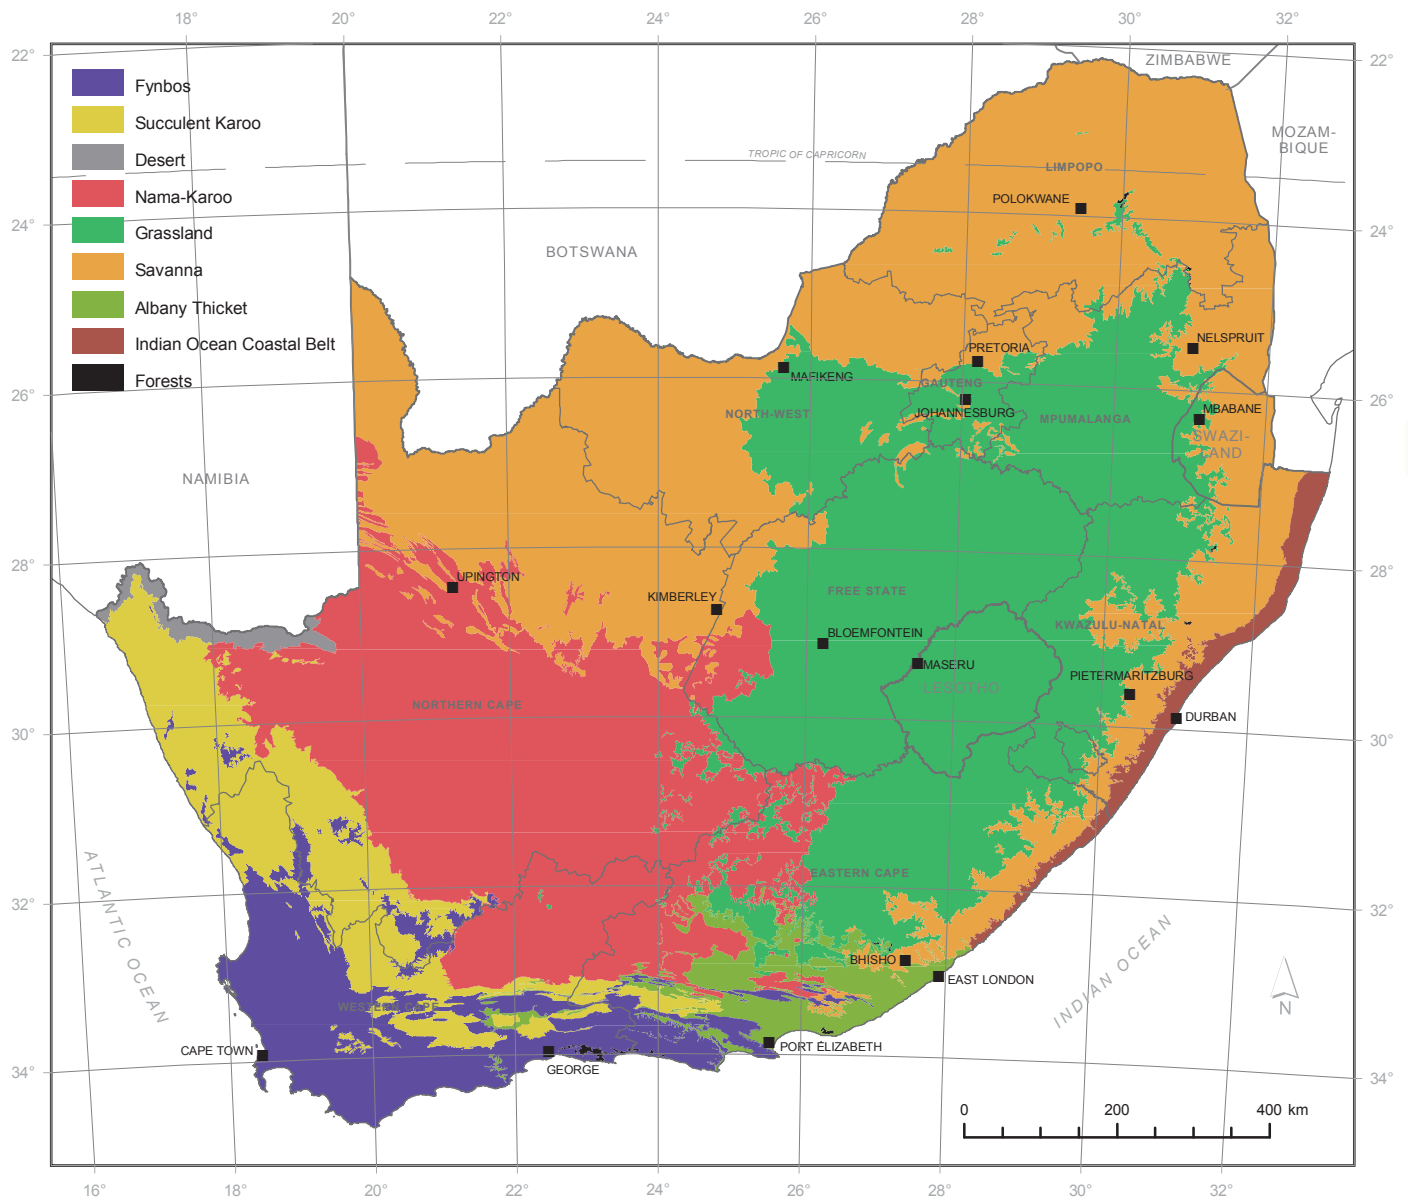 18°
20°
22°
24°
26°
28°
30°
32°
22°
22°
ZIMBABWE
Fynbos
Succulent Karoo
Desert
Nama-Karoo
Grassland
Savanna
Albany Thicket
Indian Ocean Coastal Belt
Forests
MOZAM-
BIQUE
TROPIC OF CAPRICORN
LIMPOPO
POLOKWANE
24°
24°
BOTSWANA
NELSPRUIT
PRETORIA
MAFIKENG
GAUTENG
26°
26°
NORTH-WEST
JOHANNESBURG
MPUMALANGA
MBABANE
SWAZI-
LAND
NAMIBIA
28°
28°
UPINGTON
KIMBERLEY
FREE STATE
BLOEMFONTEIN
KWAZULU-NATAL
MASERU
LESOTHO
PIETERMARITZBURG
NORTHERN CAPE
DURBAN
30°
30°
EASTERN CAPE
ATLANTIC OCEAN
32°
32°
INDIAN OCEAN
BHISHO
EAST LONDON
WESTERN CAPE
N
CAPE TOWN
PORT ELIZABETH
GEORGE
34°
34°
0 200 400 km
16°
18°
20°
22°
24°
26°
28°
30°
32°